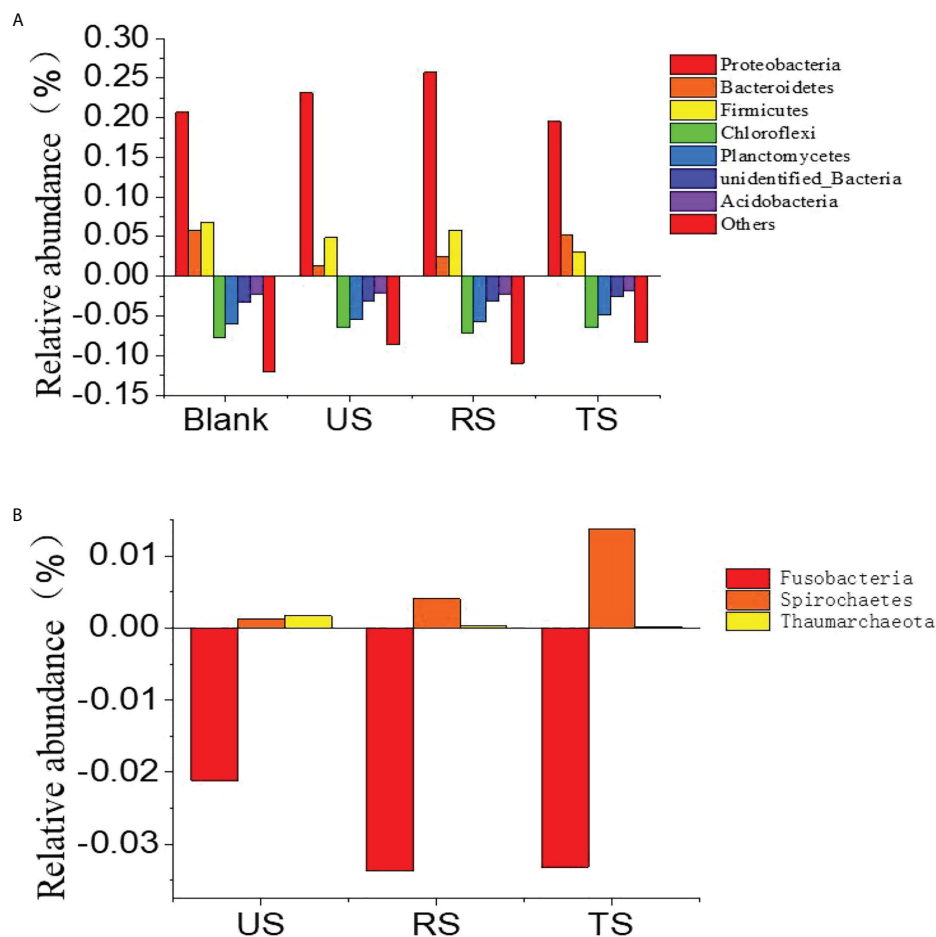 A
Relative abundance (%)
0.30
0.25
0.20
0.15
0.10
0.05
0.00
-0.05
-0.10
-0.15
Blank
US
RS
TS
Proteobacteria
Bacteroidetes
Firmicutes
Chloroflexi
Planctomycetes
unidentified_Bacteria
Acidobacteria
Others
B
Relative abundance (%)
0.01
0.00
-0.01
-0.02
-0.03
US
RS
TS
Fusobacteria
Spirochaetes
Thaumarchaeota